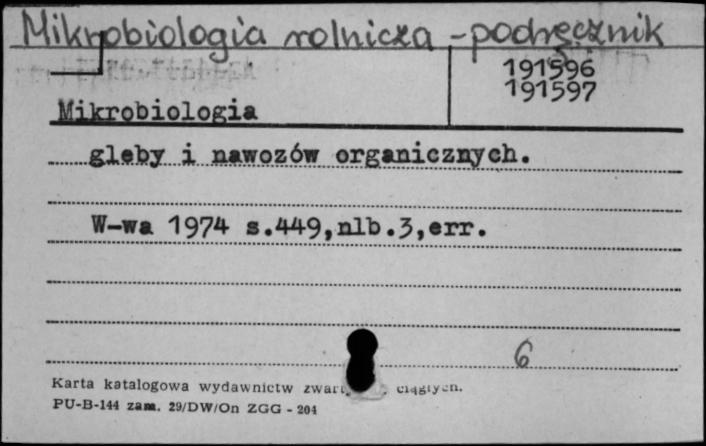 Mikrobiologia rolnicza - podręcznik
191596
191597
Mikrobiologia
gleby i nawozów organicznych.
W-wa 1974 s.449,nlb.3,err.
6
Karta katalogowa wydawnictw ciągłych.
PU-B-144 zam. 29/DW/On ZGG - 204